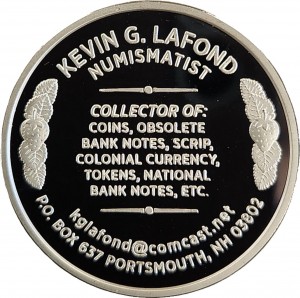 KEVIN G. LAFOND
NUMISMATIST
COLLECTOR OF:
COINS, OBSOLETE
BANK NOTES, SCRIP,
COLONIAL CURRENCY,
TOKENS, NATIONAL
BANK NOTES, ETC.
kglafond@comcast.net
P.O. BOX 637 PORTSMOUTH, NH 03802